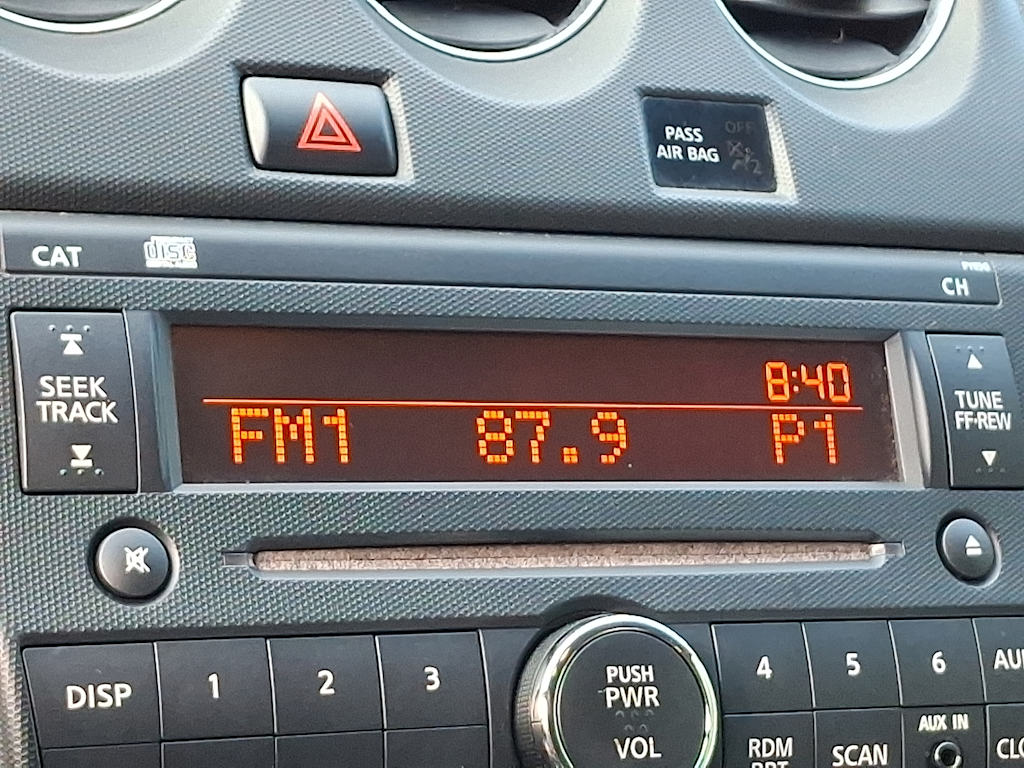 PASS
AIR BAG
OFF
CAT
disc
CH
SEEK
TRACK
8:40
FM1 87.9 P1
TUNE
FF·REW
DISP
1
2
3
PUSH
PWR
VOL
4
5
6
RDM
RPT
SCAN
AUX IN